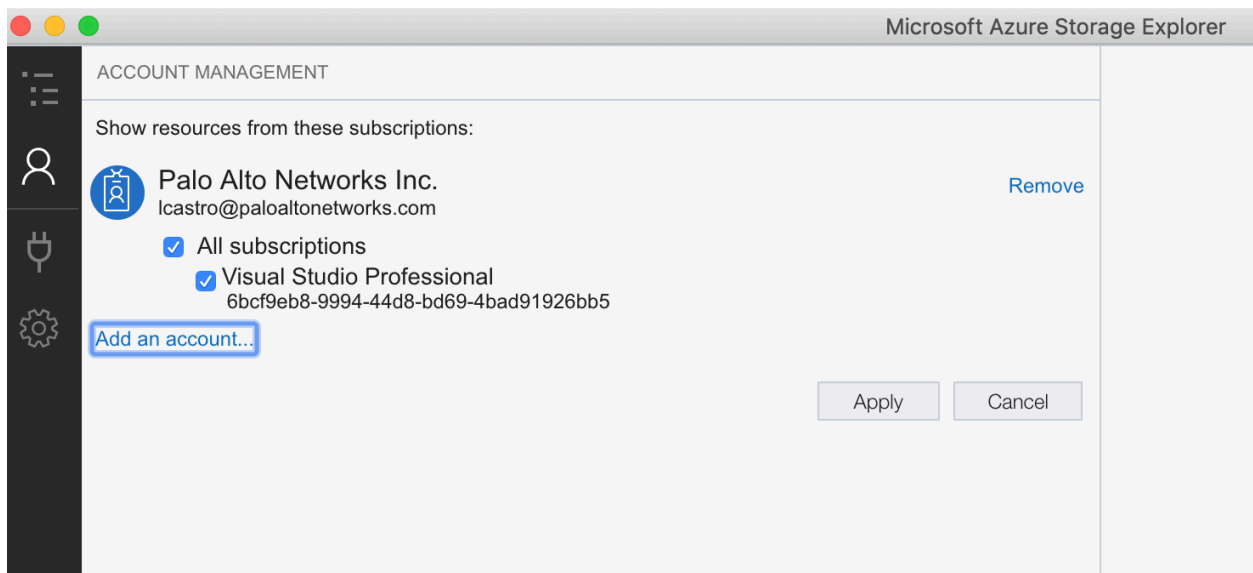 Microsoft Azure Storage Explorer
ACCOUNT MANAGEMENT
Show resources from these subscriptions:
Palo Alto Networks Inc.
lcastro@paloaltonetworks.com
Remove
All subscriptions
Visual Studio Professional
6bcf9eb8-9994-44d8-bd69-4bad91926bb5
Add an account...
Apply
Cancel